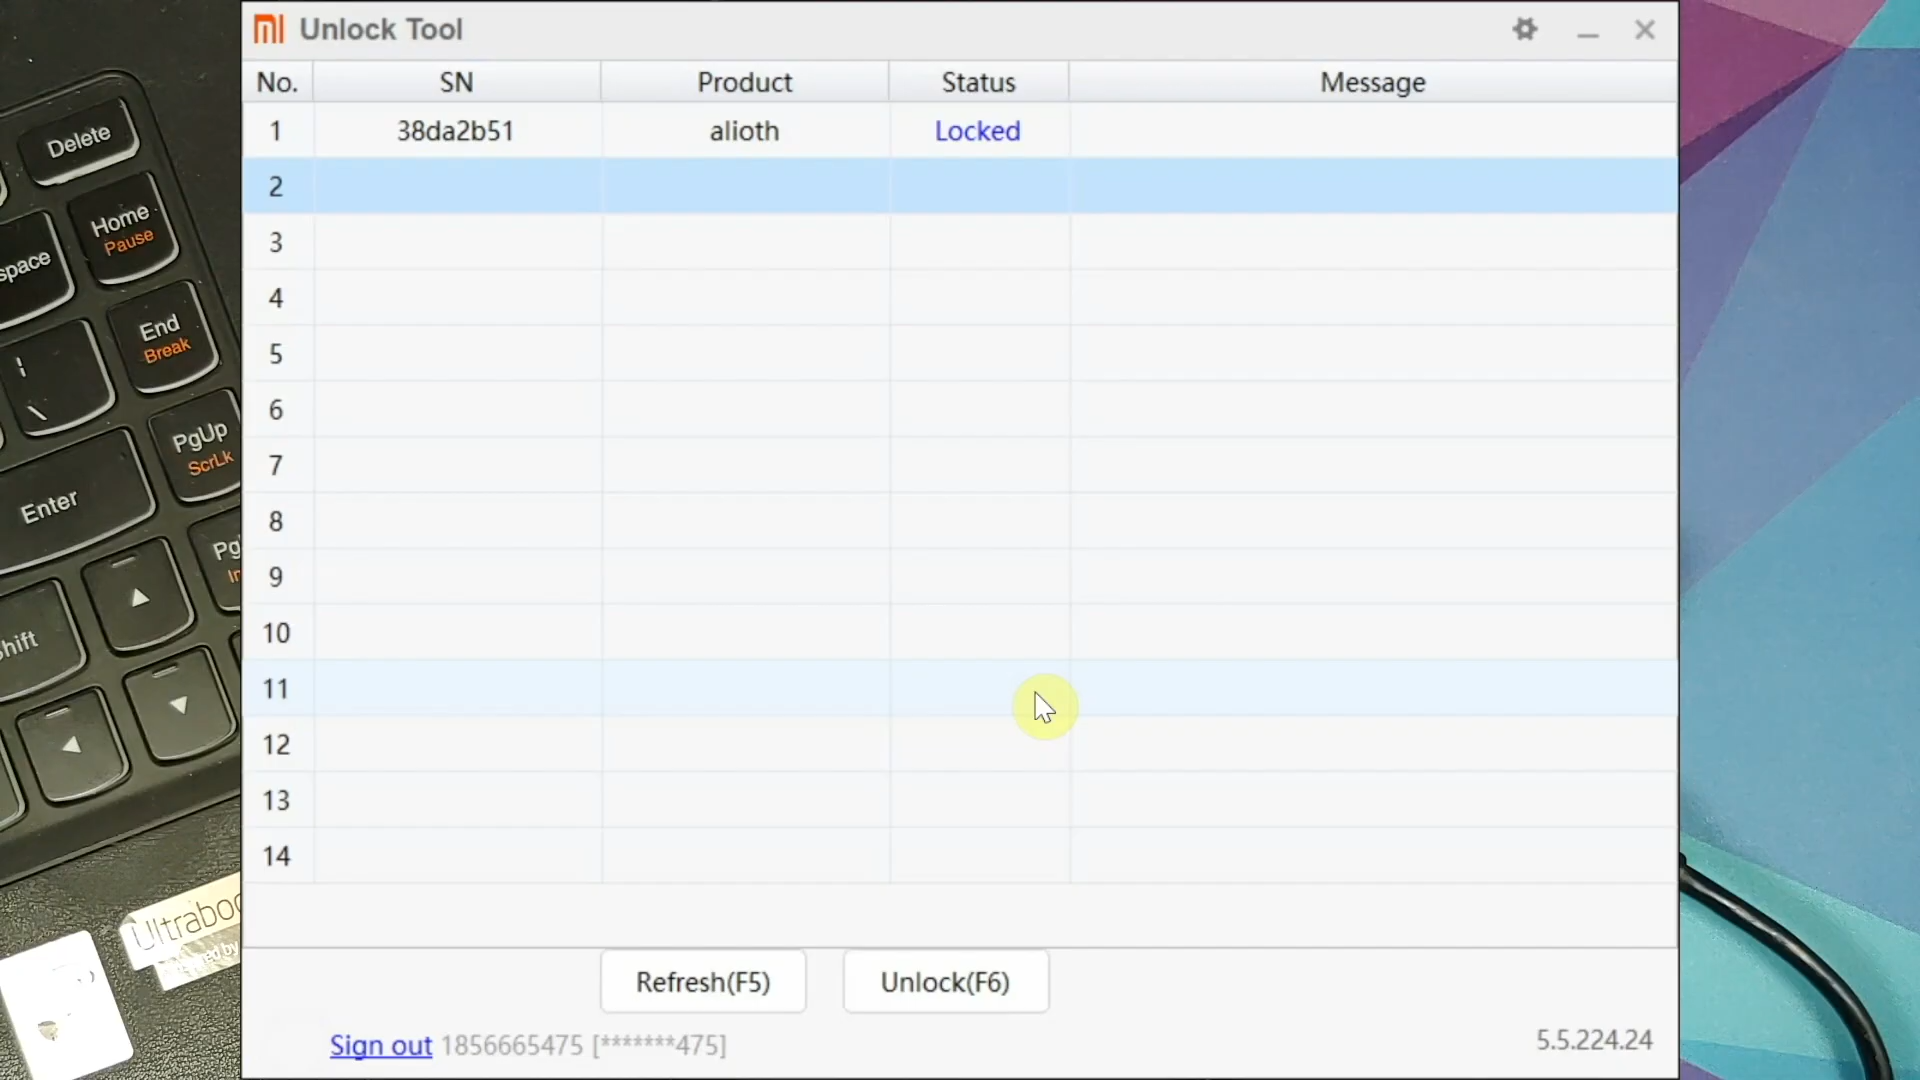 Unlock Tool
No. SN Product Status Message
1 38da2b51 alioth Locked
2
3
4
5
6
7
8
9
10
11
12
13
14
Refresh(F5) Unlock(F6)
Sign out 1856665475 [*******475]
5.5.224.24
Delete
Home
Pause
space
End
Break
PgUp
ScrLk
Enter
Shift
Ultraboo